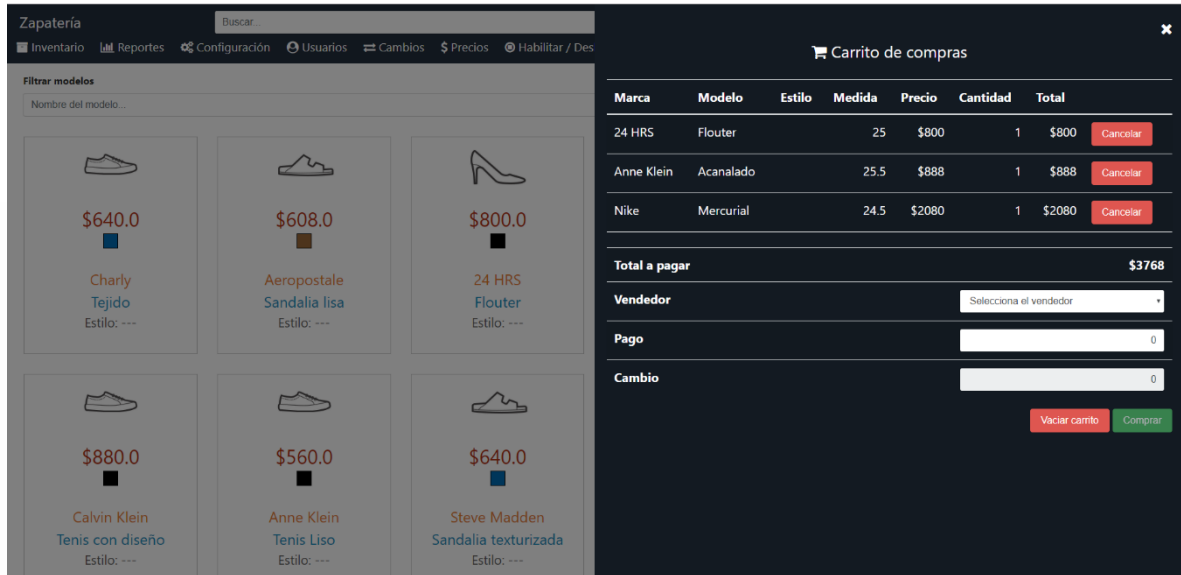 Zapatería
Buscar...
Inventario Reportes Configuración Usuarios Cambios $ Precios Habilitar / Des
Filtrar modelos
Nombre del modelo...
$640.0
Charly
Tejido
Estilo: ---
$608.0
Aeropostale
Sandalia lisa
Estilo: ---
$800.0
24 HRS
Flouter
Estilo: ---
$880.0
Calvin Klein
Tenis con diseño
Estilo: ---
$560.0
Anne Klein
Tenis Liso
Estilo: ---
$640.0
Steve Madden
Sandalia texturizada
Estilo: ---
Carrito de compras
Marca Modelo Estilo Medida Precio Cantidad Total
24 HRS Flouter 25 $800 1 $800 Cancelar
Anne Klein Acanalado 25.5 $888 1 $888 Cancelar
Nike Mercurial 24.5 $2080 1 $2080 Cancelar
Total a pagar $3768
Vendedor Selecciona el vendedor
Pago 0
Cambio 0
Vaciar carrito Comprar